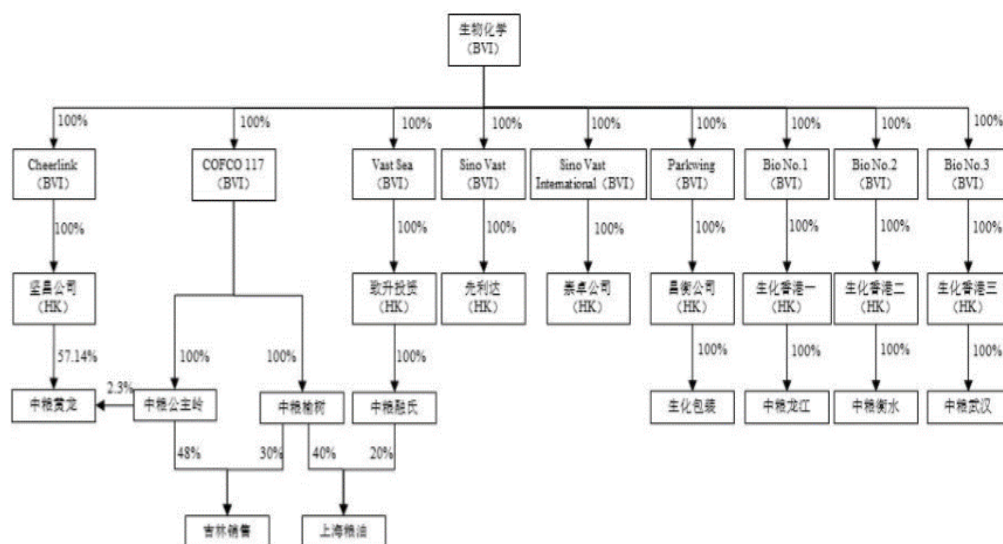 生物化学
(BVI)
100% 100% 100% 100% 100% 100% 100% 100% 100%
Cheerlink
(BVI)
COFCO 117
(BVI)
Vast Sea
(BVI)
Sino Vast
(BVI)
Sino Vast
International (BVI)
Parkwing
(BVI)
Bio No.1
(BVI)
Bio No.2
(BVI)
Bio No.3
(BVI)
100% 100% 100% 100% 100% 100% 100% 100%
坚昌公司
(HK)
致升投资
(HK)
先利达
(HK)
崇卓公司
(HK)
昌衡公司
(HK)
生化香港一
(HK)
生化香港二
(HK)
生化香港三
(HK)
57.14% 100% 100% 100% 100% 100% 100% 100%
中粮黄龙
2.3%
中粮公主岭
中粮榆树
中粮融氏
生化包装
中粮龙江
中粮衡水
中粮武汉
48% 30% 40% 20%
吉林销售
上海粮油